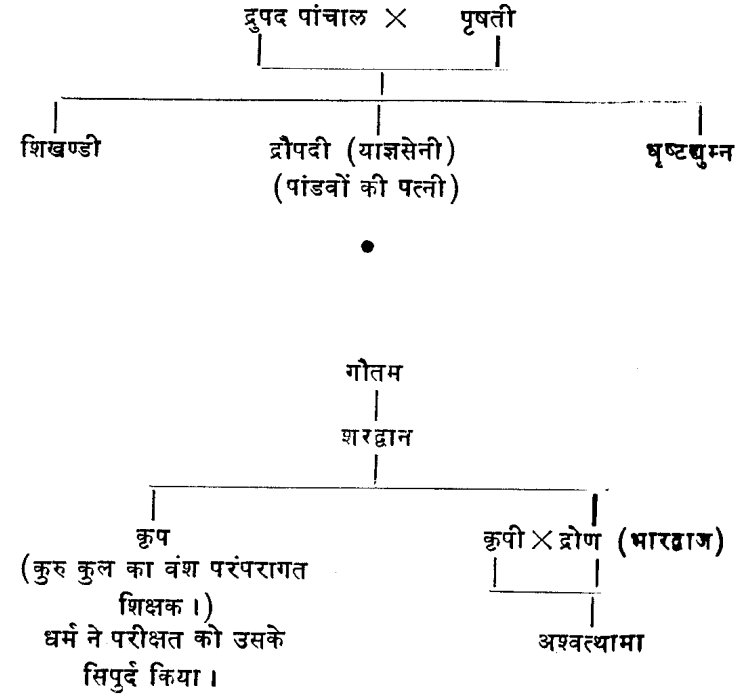 द्रुपद पांचाल × पृषती
शिखण्डी द्रौपदी (याज्ञसेनी) धृष्टद्युम्न
(पांडवों की पत्नी)
गौतम
शरद्वान
कृप कृपी × द्रोण (भारद्वाज)
(कुरु कुल का वंश परंपरागत
शिक्षक।)
अश्वत्थामा
धर्म ने परीक्षत को उसके
सिपुर्द किया।